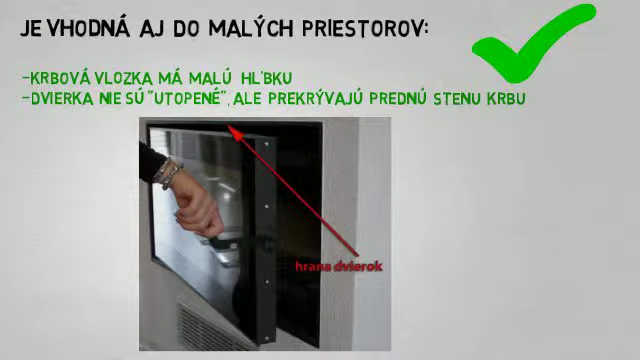 JE VHODNÁ AJ DO MALÝCH PRIESTOROV:
-KRBOVÁ VLOZKA MÁ MALÚ HĽBKU
-DVIERKA NIE SÚ "UTOPENÉ", ALE PREKRÝVAJÚ PREDNÚ STENU KRBU
hrana dvierok